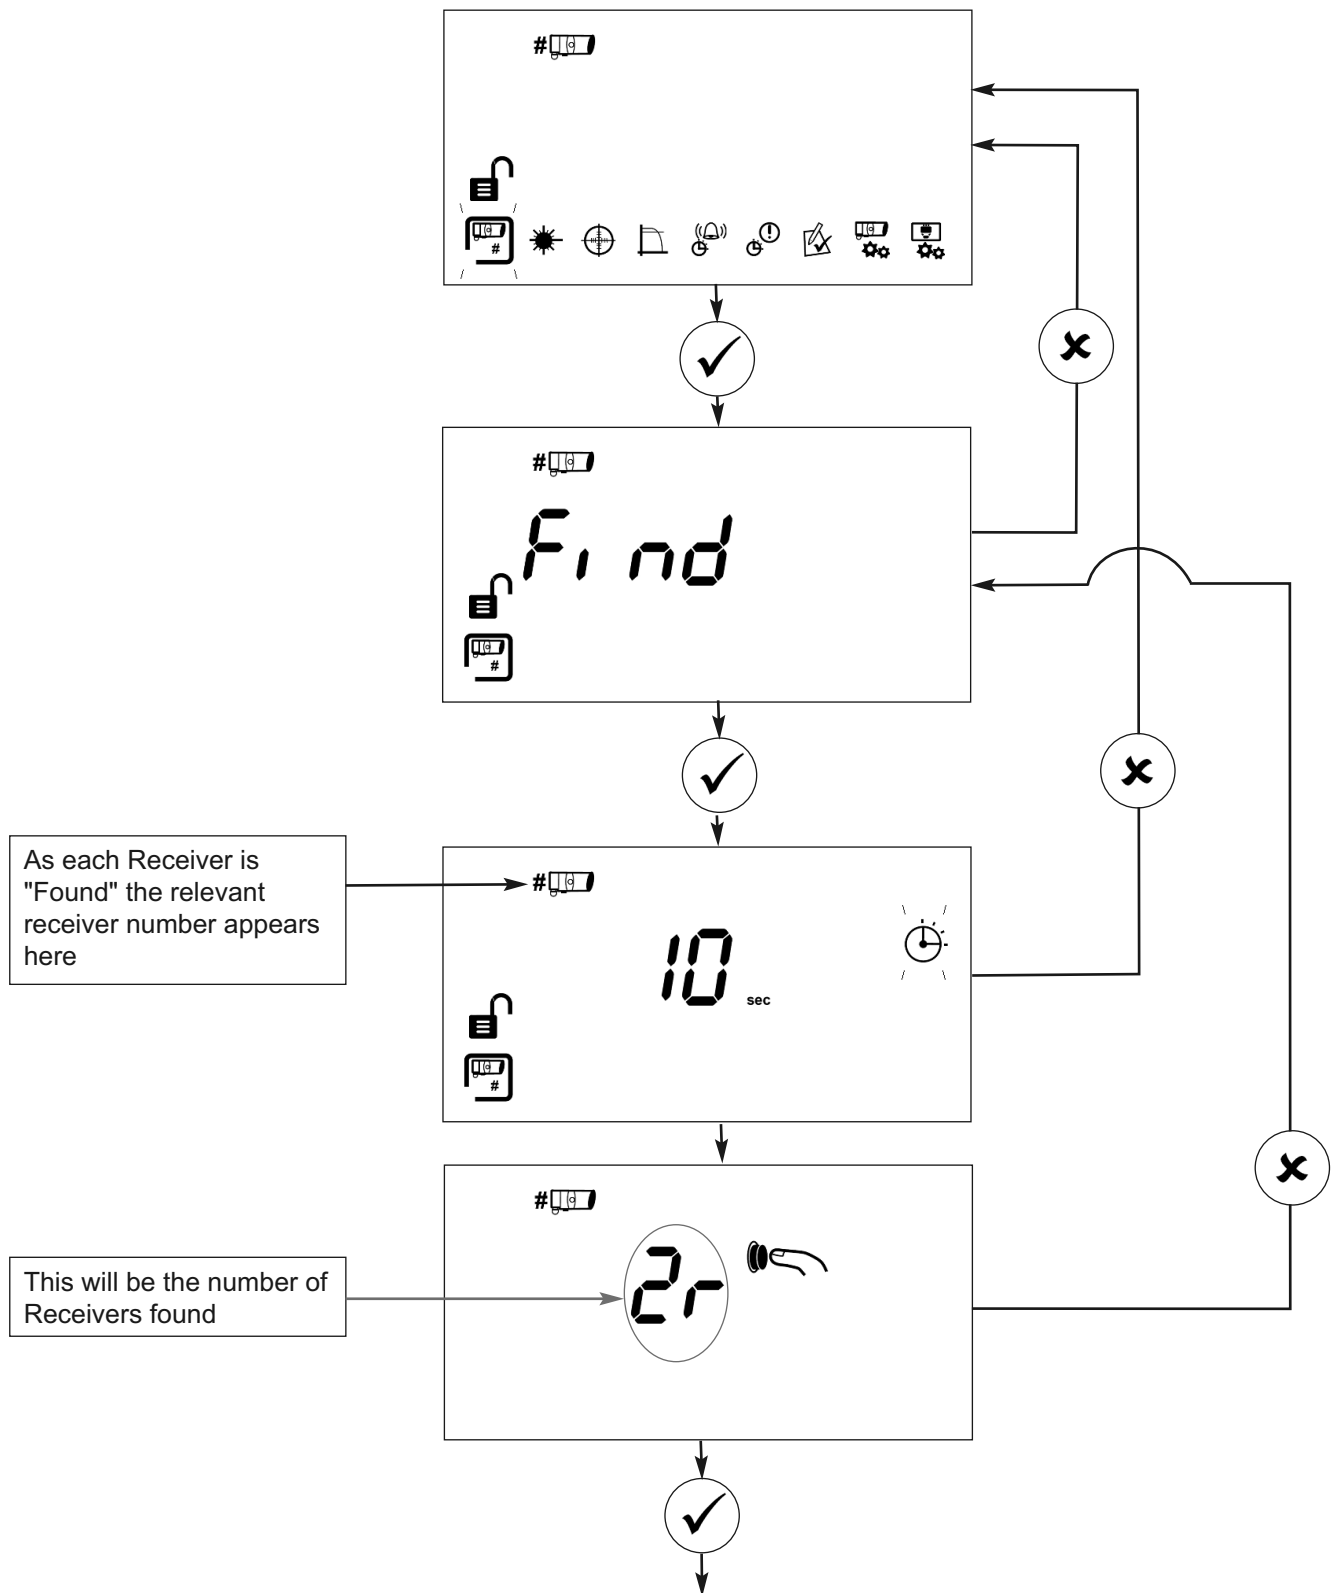 #
#
#
Find
#
As each Receiver is
"Found" the relevant
receiver number appears
here
#
10 sec
#
#
2r
This will be the number of
Receivers found